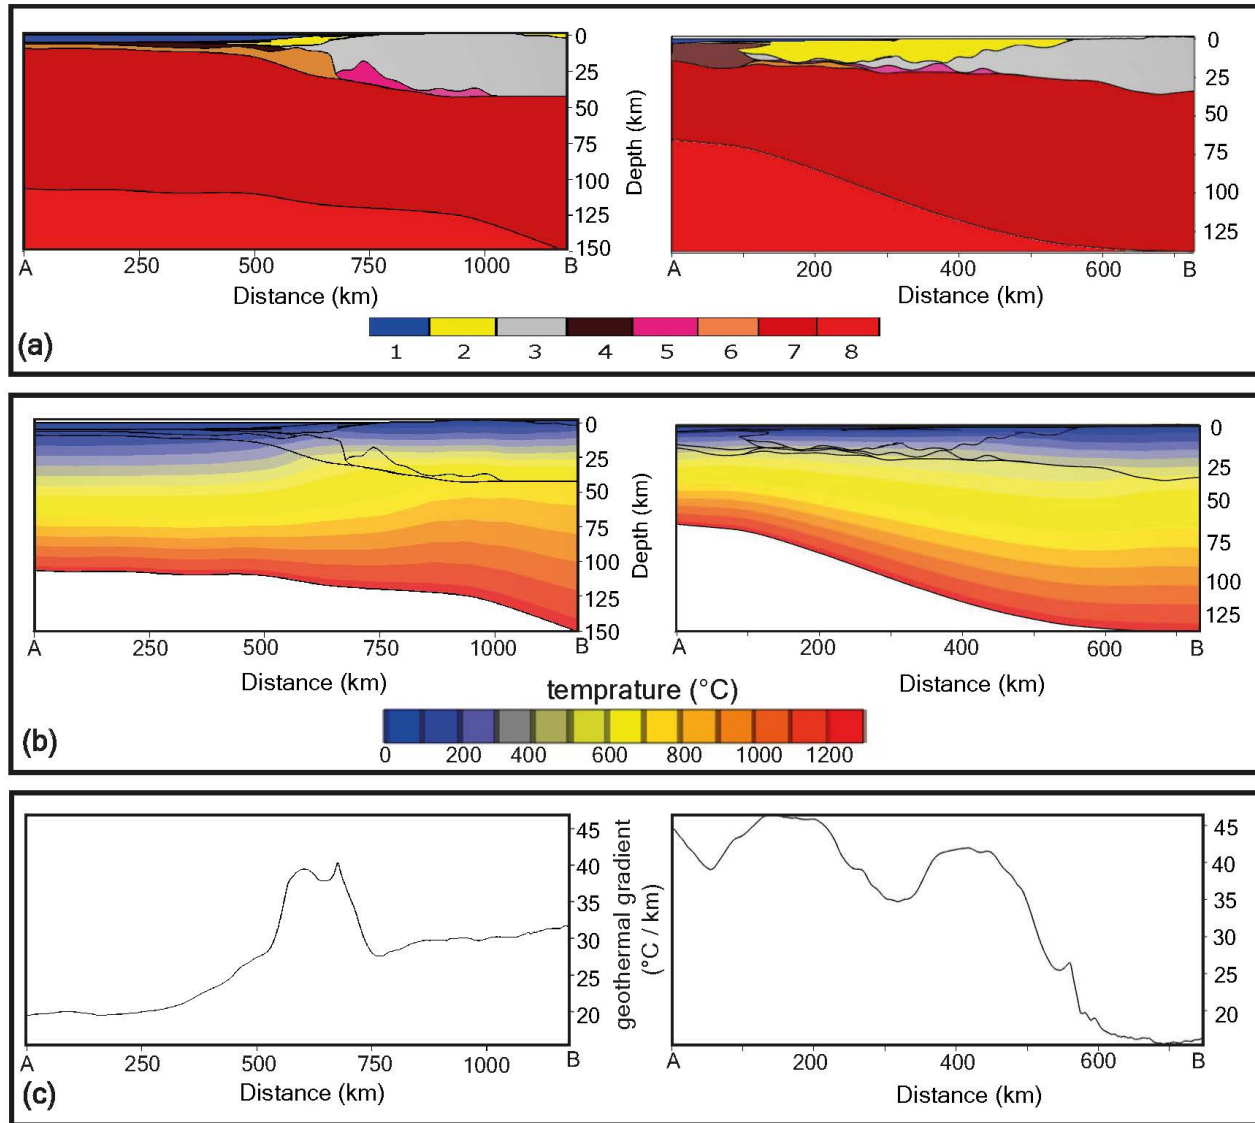 0
25
50
75
100
125
150
Depth (km)
A 250 500 750 1000 B
Distance (km)
0
25
50
75
100
125
A 200 400 600 B
Distance (km)
(a)
1 2 3 4 5 6 7 8
0
25
50
75
100
125
150
Depth (km)
A 250 500 750 1000 B
Distance (km)
0
25
50
75
100
125
A 200 400 600 B
Distance (km)
temprature (°C)
0 200 400 600 800 1000 1200
(b)
45
40
35
30
25
20
geothermal gradient
(°C / km)
A 250 500 750 1000 B
Distance (km)
45
40
35
30
25
20
A 200 400 600 B
Distance (km)
(c)